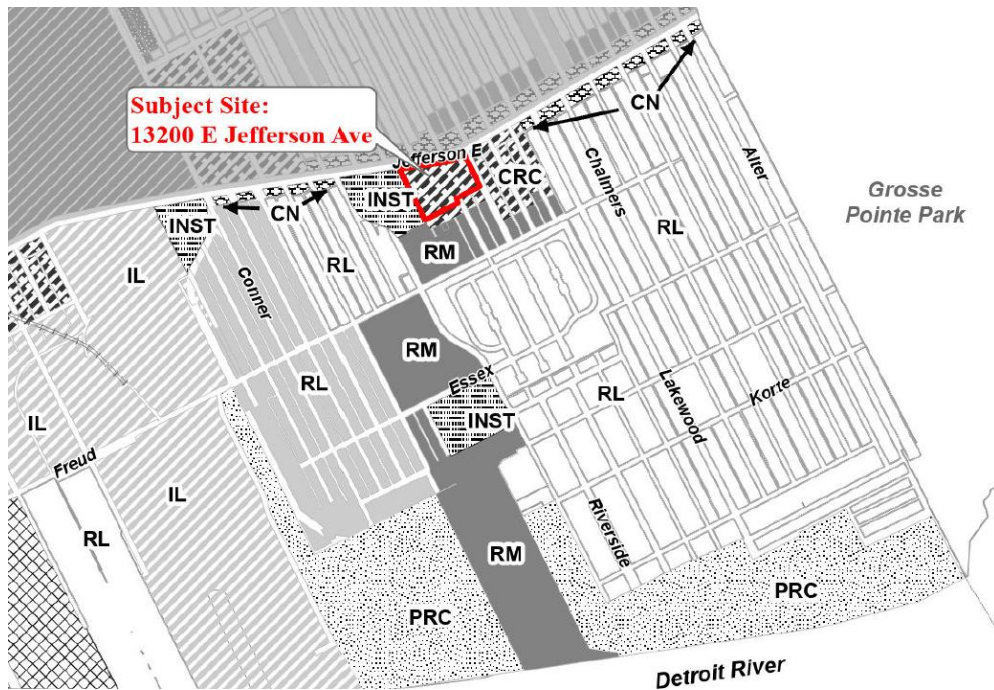 CN
Subject Site:
13200 E Jefferson Ave
Jefferson E
CRC
Chalmers
Alter
Grosse
Pointe Park
INST
INST
CN
IL
Conner
RL
RM
RL
RM
Essex
RL
INST
RL
Lakewood
Korte
IL
Freud
IL
RL
RM
Riverside
PRC
PRC
Detroit River